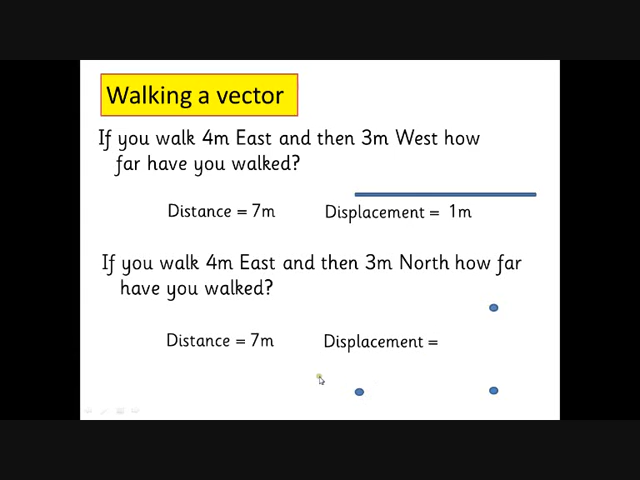 Walking a vector
If you walk 4m East and then 3m West how
far have you walked?
Distance = 7m Displacement = 1m
If you walk 4m East and then 3m North how far
have you walked?
Distance = 7m Displacement =